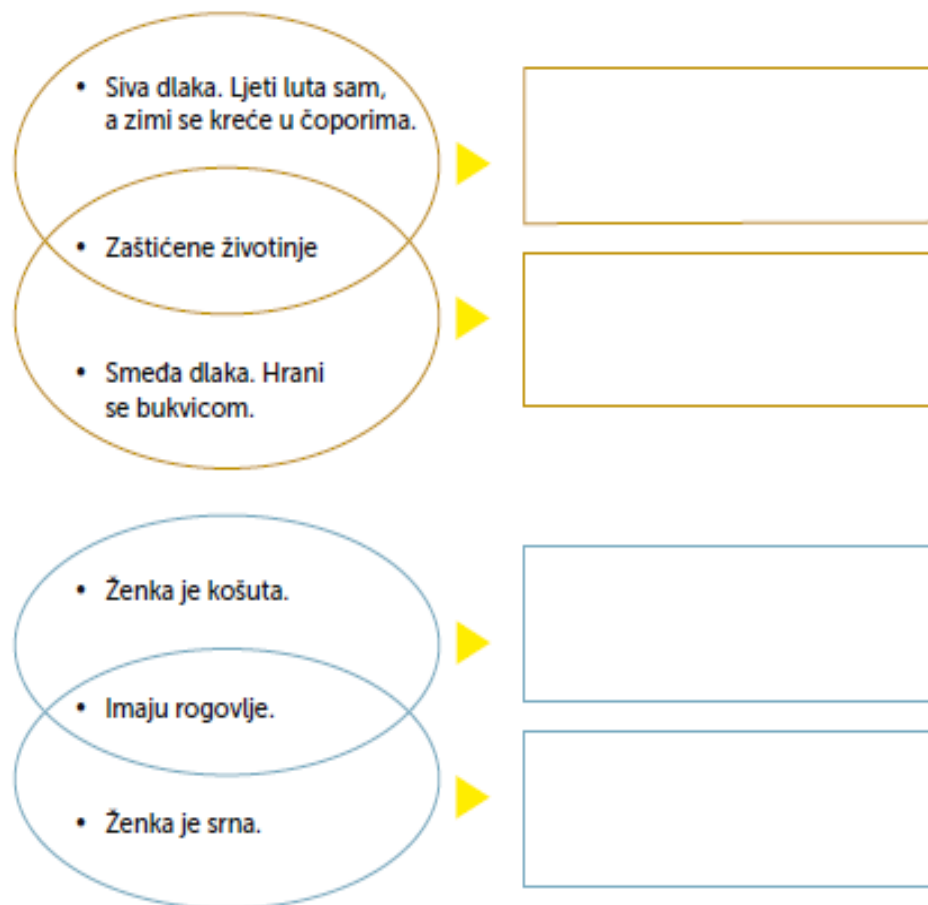 • Siva dlaka. Ljeti luta sam,
a zimi se kreće u čoporima.
• Zaštićene životinje
• Smeđa dlaka. Hrani
se bukvicom.
• Ženka je košuta.
• Imaju rogovlje.
• Ženka je srna.